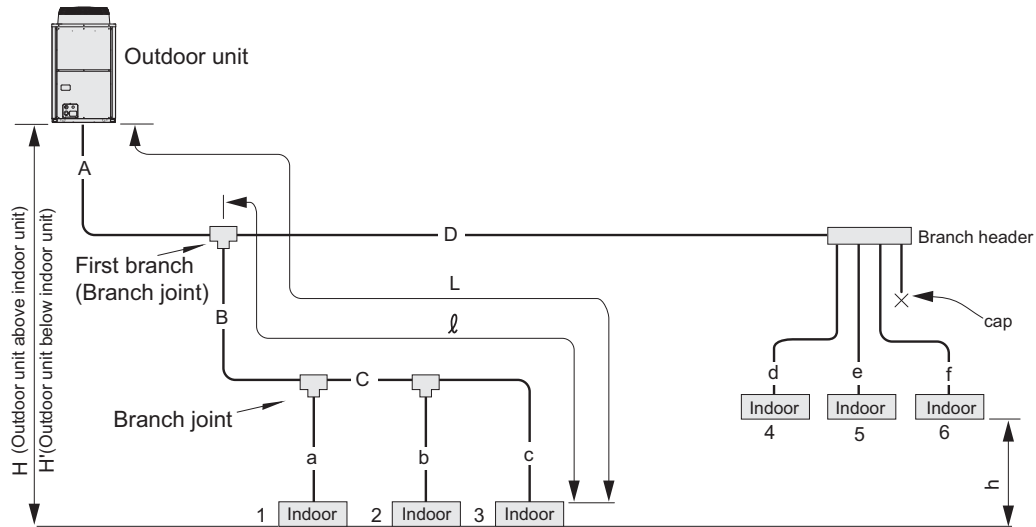 Outdoor unit
A
H (Outdoor unit above indoor unit)
H'(Outdoor unit below indoor unit)
D
Branch header
First branch
(Branch joint)
L
B
ℓ
cap
C
Branch joint
d
e
f
Indoor
Indoor
Indoor
4
5
6
a
b
c
h
1
Indoor
2
Indoor
3
Indoor